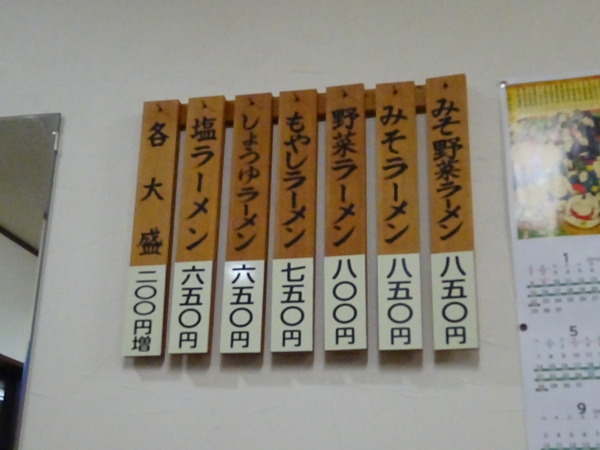 みそ野菜ラーメン
八五〇円
みそラーメン
八五〇円
野菜ラーメン
八〇〇円
もやしラーメン
七五〇円
しょうゆラーメン
六五〇円
塩ラーメン
六五〇円
各大盛
二〇〇円増
1
5
9